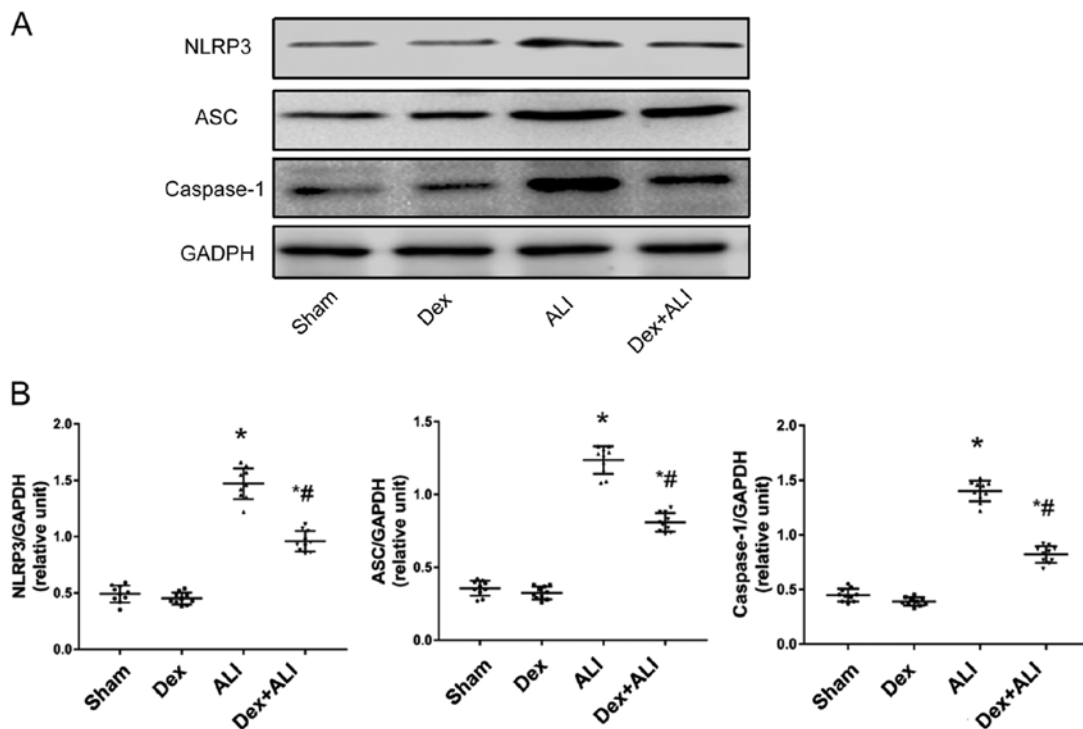 A
NLRP3
ASC
Caspase-1
GADPH
Sham
Dex
ALI
Dex+ALI
B
NLRP3/GAPDH
(relative unit)
2.0
1.5
1.0
0.5
0.0
*
*#
Sham
Dex
ALI
Dex+ALI
ASC/GAPDH
(relative unit)
1.5
1.0
0.5
0.0
*
*#
Sham
Dex
ALI
Dex+ALI
Caspase-1/GAPDH
(relative unit)
2.0
1.5
1.0
0.5
0.0
*
*#
Sham
Dex
ALI
Dex+ALI